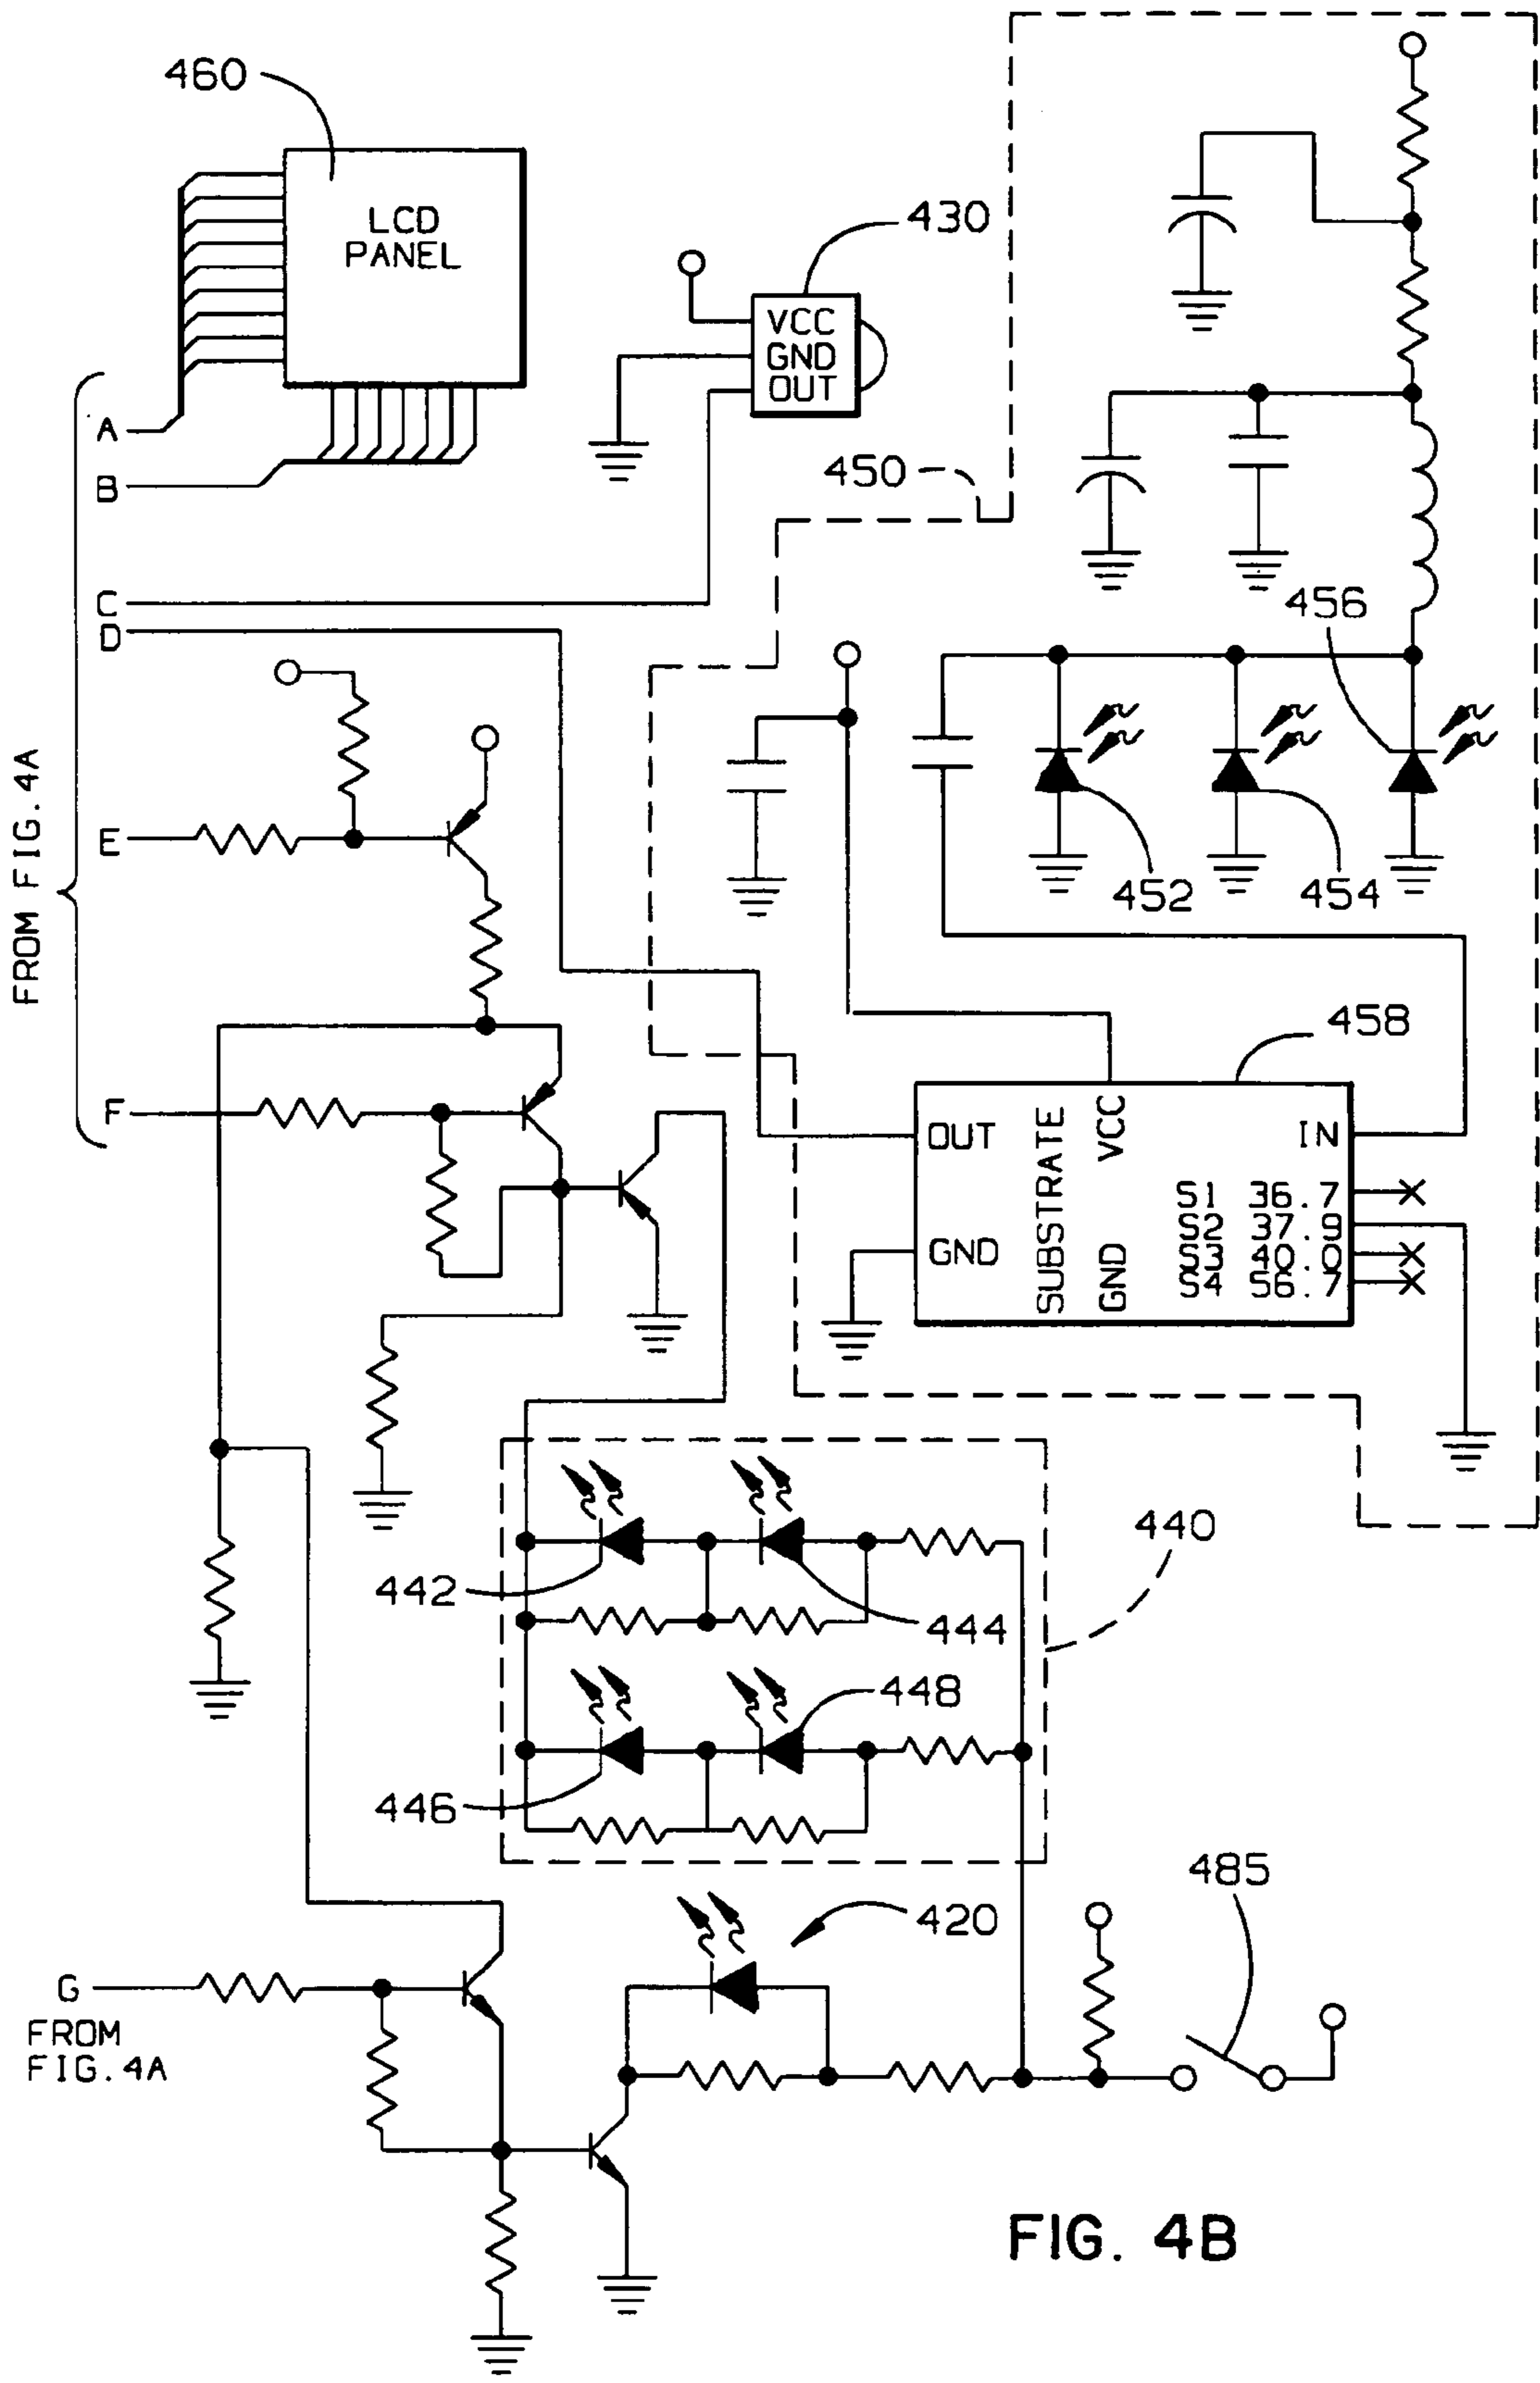 460
LCD
PANEL
430
VCC
GND
OUT
A
B
450
C
D
456
FROM FIG.4A
E
452
454
458
F
OUT
SUBSTRATE
VCC
IN
S1 36.7
S2 37.9
GND
GND
S3 40.0
S4 56.7
440
442
444
448
446
485
420
G
FROM
FIG.4A
FIG. 4B